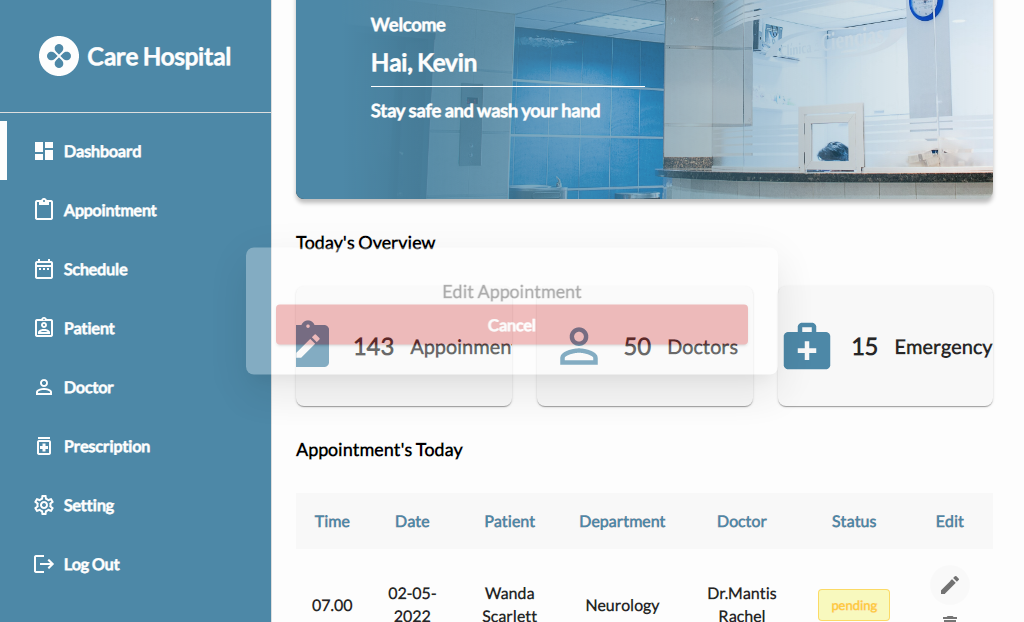 Care Hospital
Dashboard
Appointment
Schedule
Patient
Doctor
Prescription
Setting
Log Out
Welcome
Hai, Kevin
Stay safe and wash your hand
Today's Overview
Edit Appointment
Cancel
143 Appoinmen
50 Doctors
15 Emergency
Appointment's Today
Time Date Patient Department Doctor Status Edit
07.00 02-05-2022 Wanda Scarlett Neurology Dr.Mantis Rachel pending